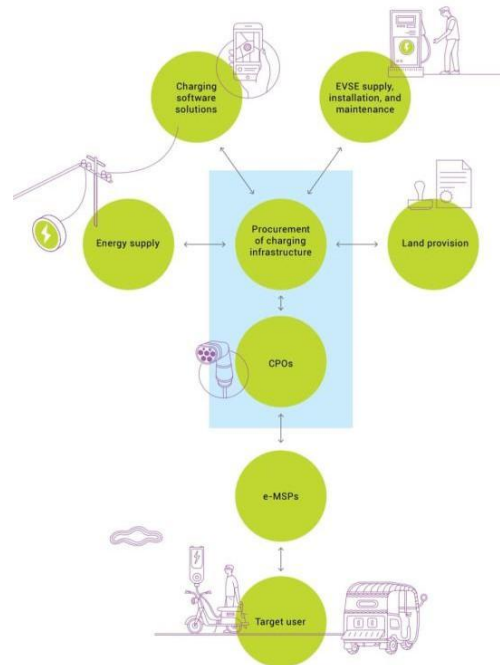 Charging
software
solutions
EVSE supply,
installation, and
maintenance
Energy supply
Procurement
of charging
infrastructure
Land provision
CPOs
e-MSPs
Target user